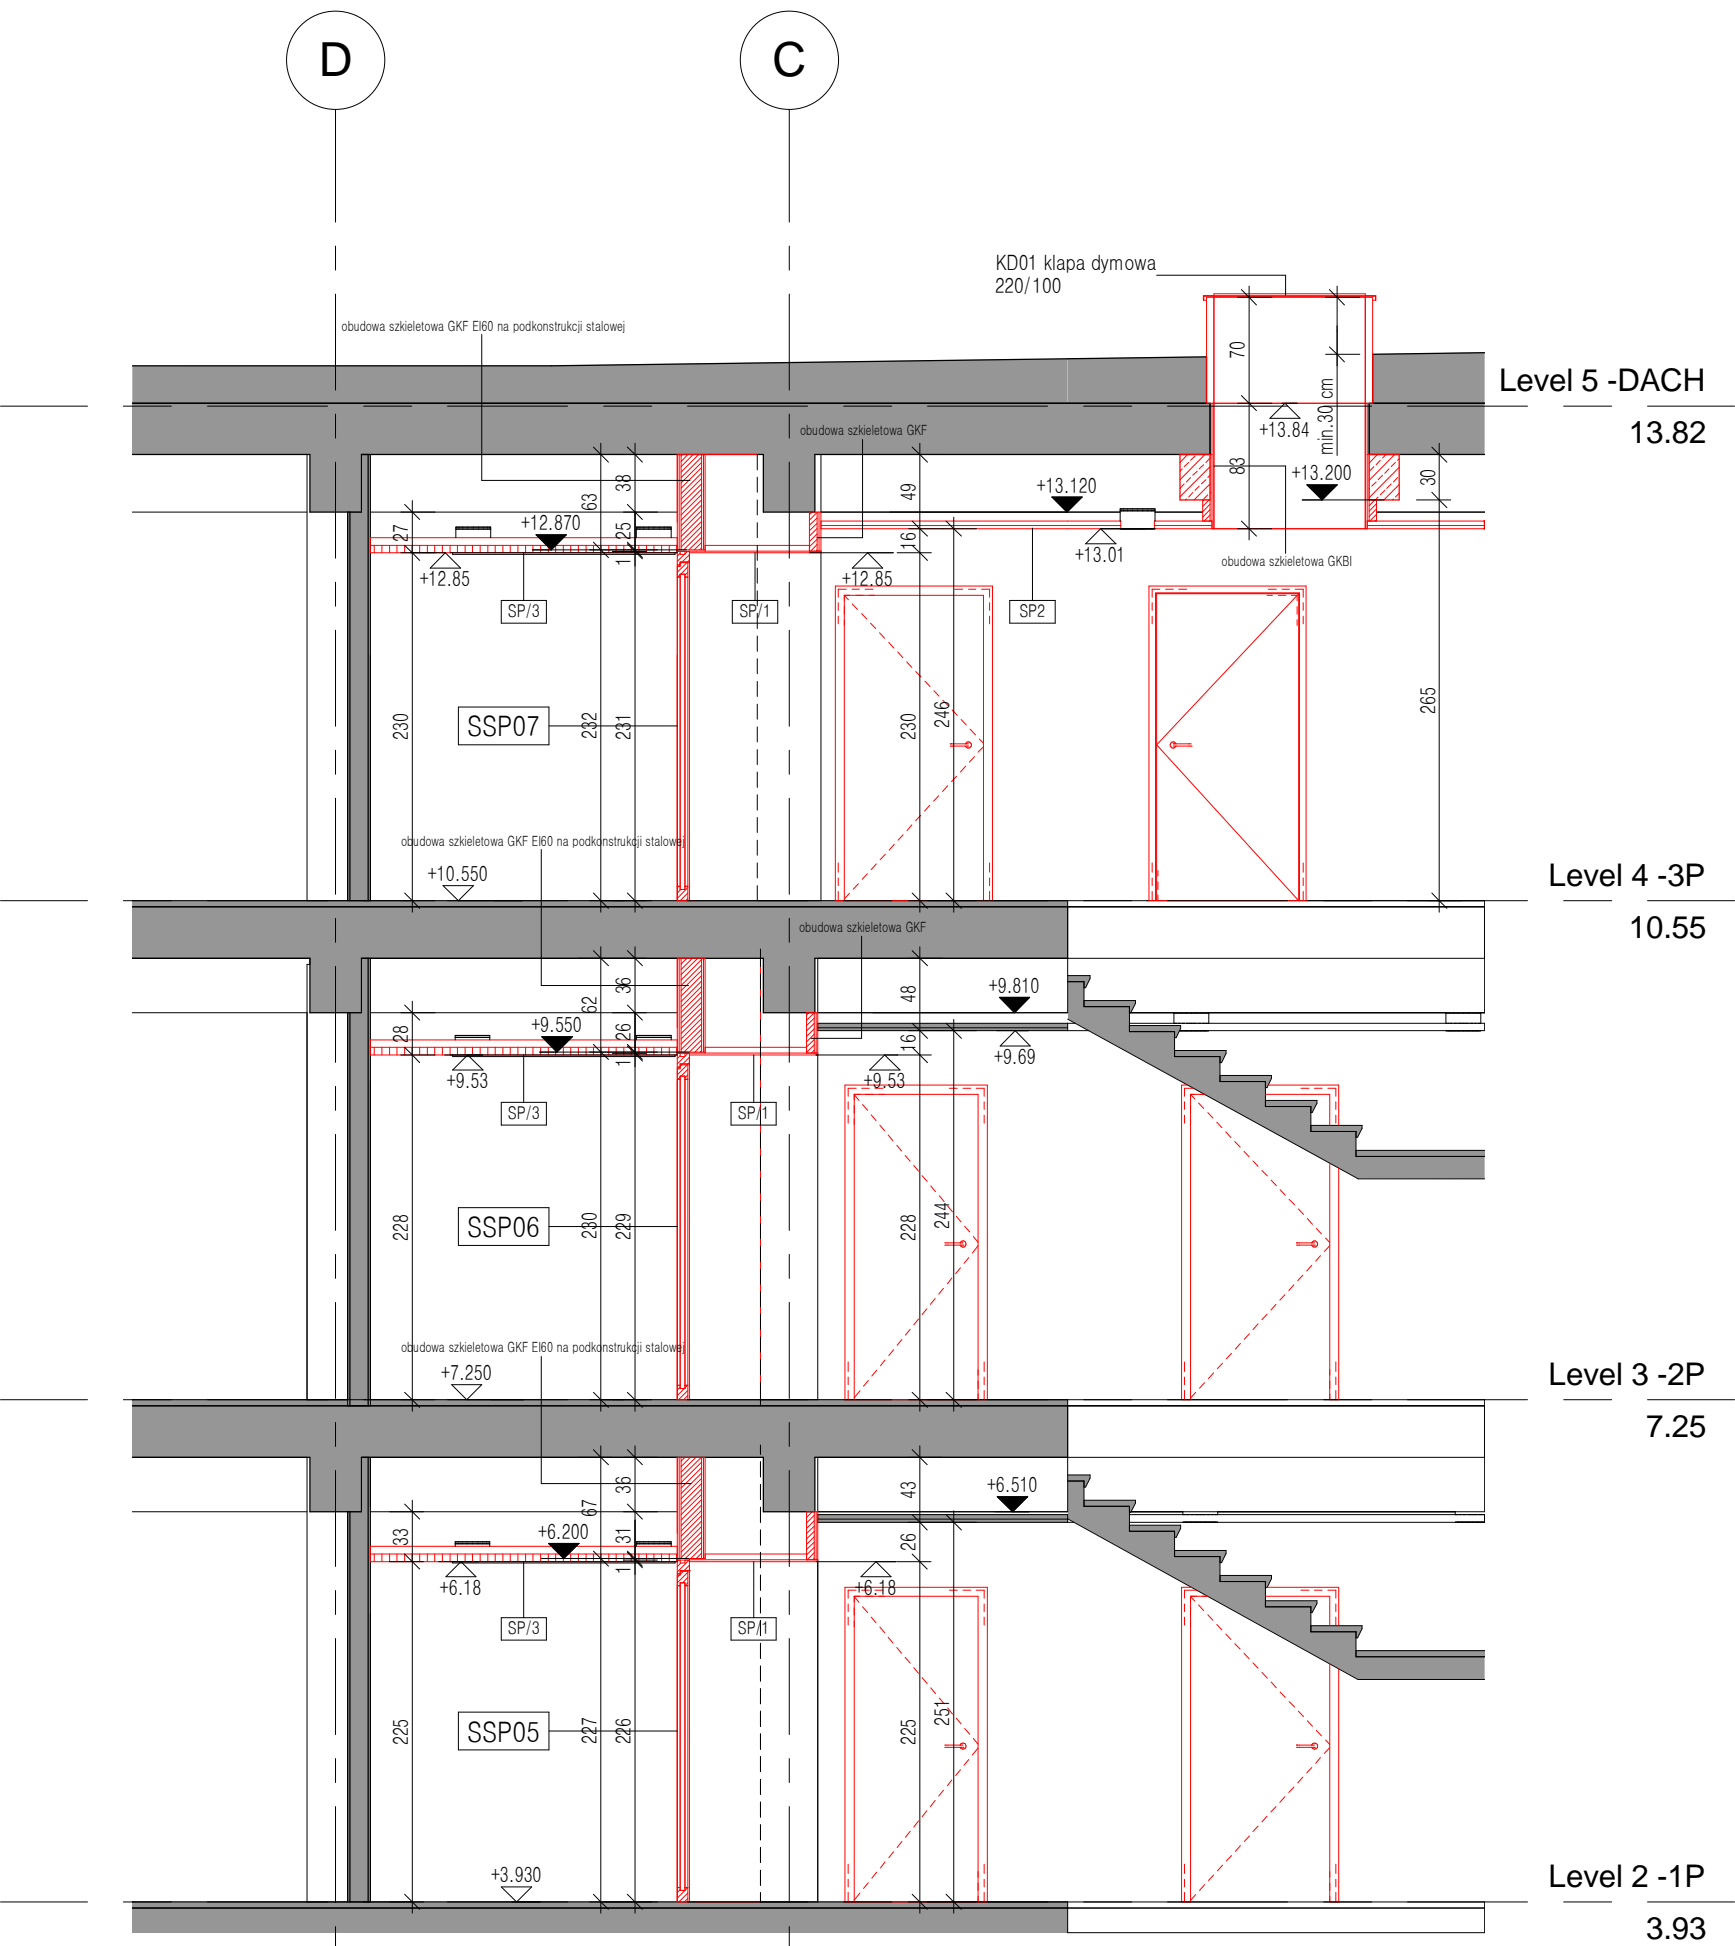 D
C
KD01 klapa dymowa
220/100
obudowa szkieletowa GKF EI60 na podkonstrukcji stalowej
70
min.30 cm
Level 5 -DACH
13.82
+13.84
obudowa szkieletowa GKF
83
+13.200
30
38
63
49
+13.120
27
+12.870
25
16
+13.01
1
+12.85
+12.85
obudowa szkieletowa GKBI
SP/3
SP/1
SP2
230
SSP07
232
231
230
246
265
obudowa szkieletowa GKF EI60 na podkonstrukcji stalowej
+10.550
Level 4 -3P
10.55
obudowa szkieletowa GKF
36
62
48
+9.810
28
+9.550
26
16
+9.69
1
+9.53
+9.53
SP/3
SP/1
228
SSP06
230
229
228
244
obudowa szkieletowa GKF EI60 na podkonstrukcji stalowej
+7.250
Level 3 -2P
7.25
36
67
43
+6.510
33
+6.200
31
26
1
+6.18
+6.18
SP/3
SP/1
225
SSP05
227
226
225
251
+3.930
Level 2 -1P
3.93